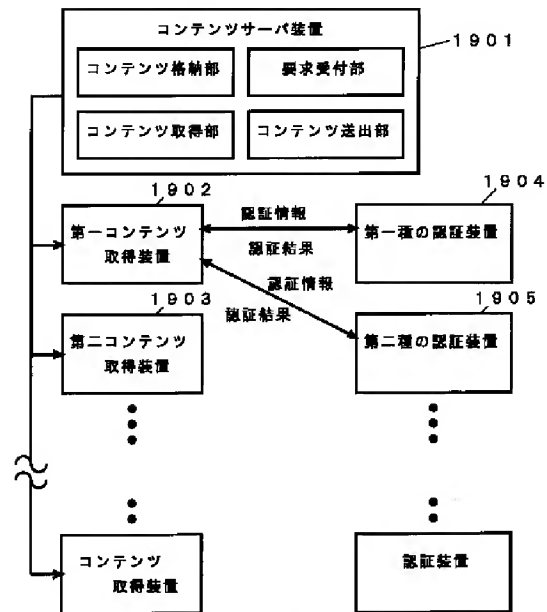 コンテンツサーバ装置
1901
コンテンツ格納部
要求受付部
コンテンツ取得部
コンテンツ送出部
1902
第一コンテンツ
取得装置
認証情報
認証結果
1904
第一種の認証装置
認証情報
認証結果
1903
第二コンテンツ
取得装置
1905
第二種の認証装置
コンテンツ
取得装置
認証装置